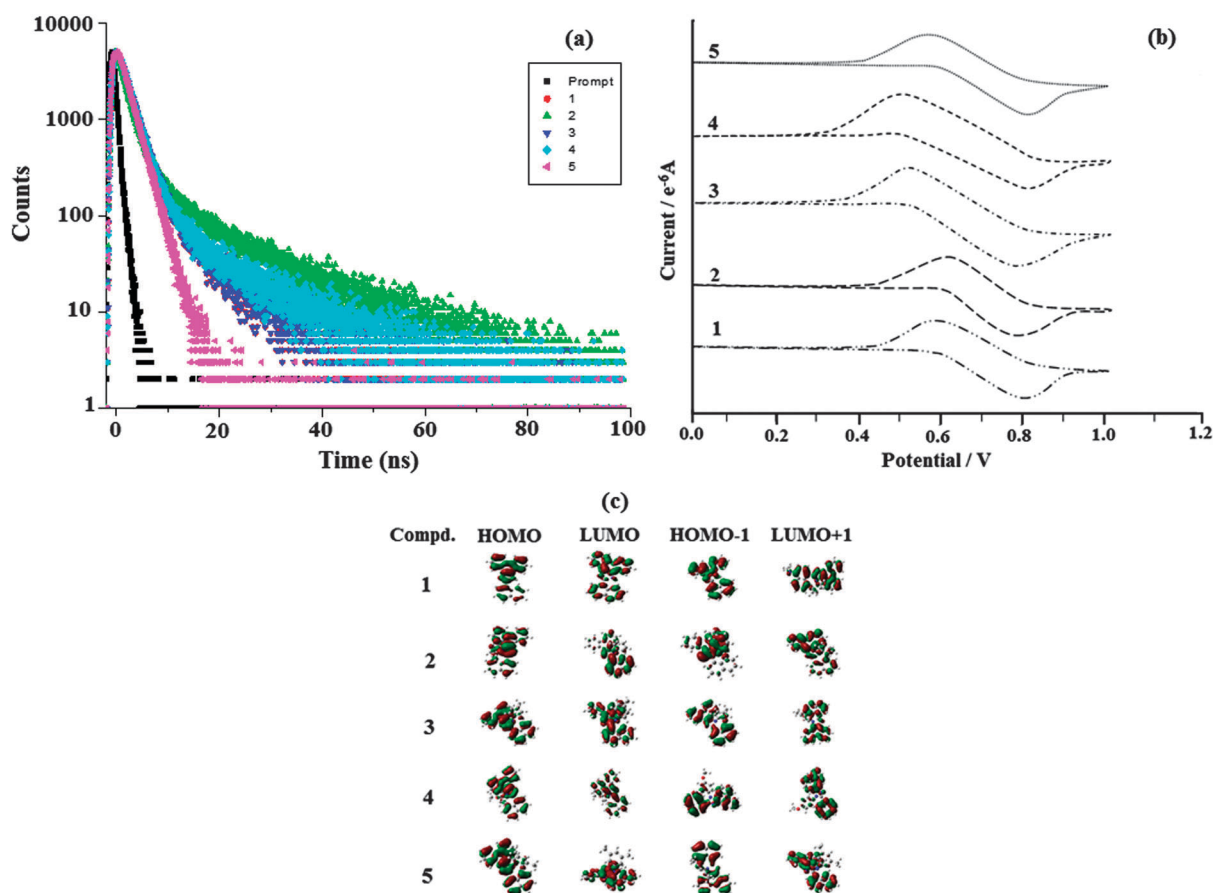 (a)
10000
1000
100
10
1
Counts
0 20 40 60 80 100
Time (ns)
Prompt
1
2
3
4
5
(b)
5
4
3
2
1
Current / e-6A
0.0 0.2 0.4 0.6 0.8 1.0 1.2
Potential / V
(c)
Compd. HOMO LUMO HOMO-1 LUMO+1
1
2
3
4
5